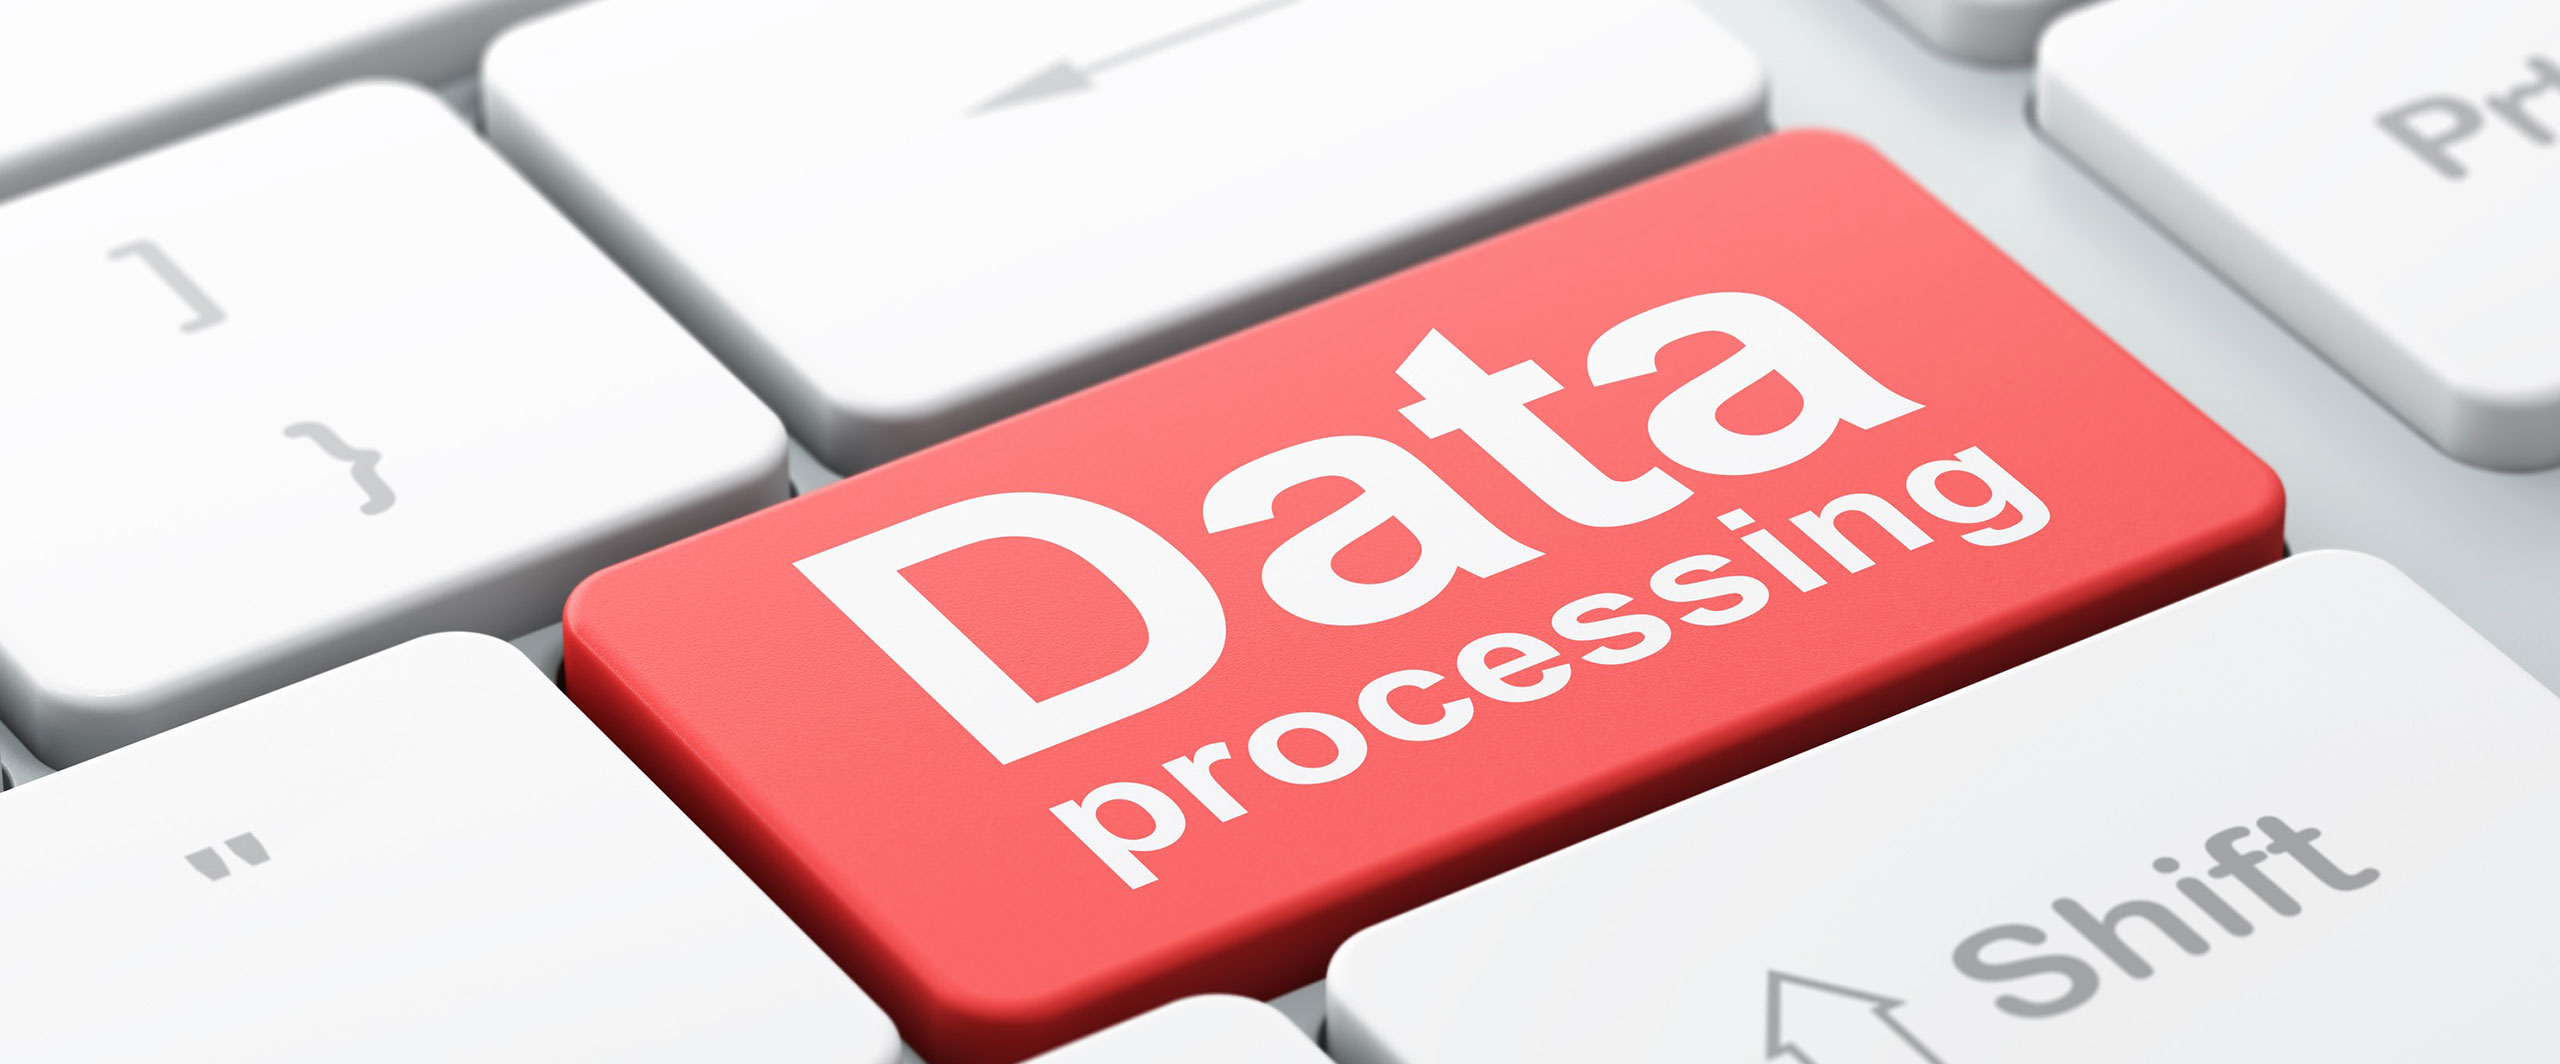 ]
}
"
Data
processing
Shift